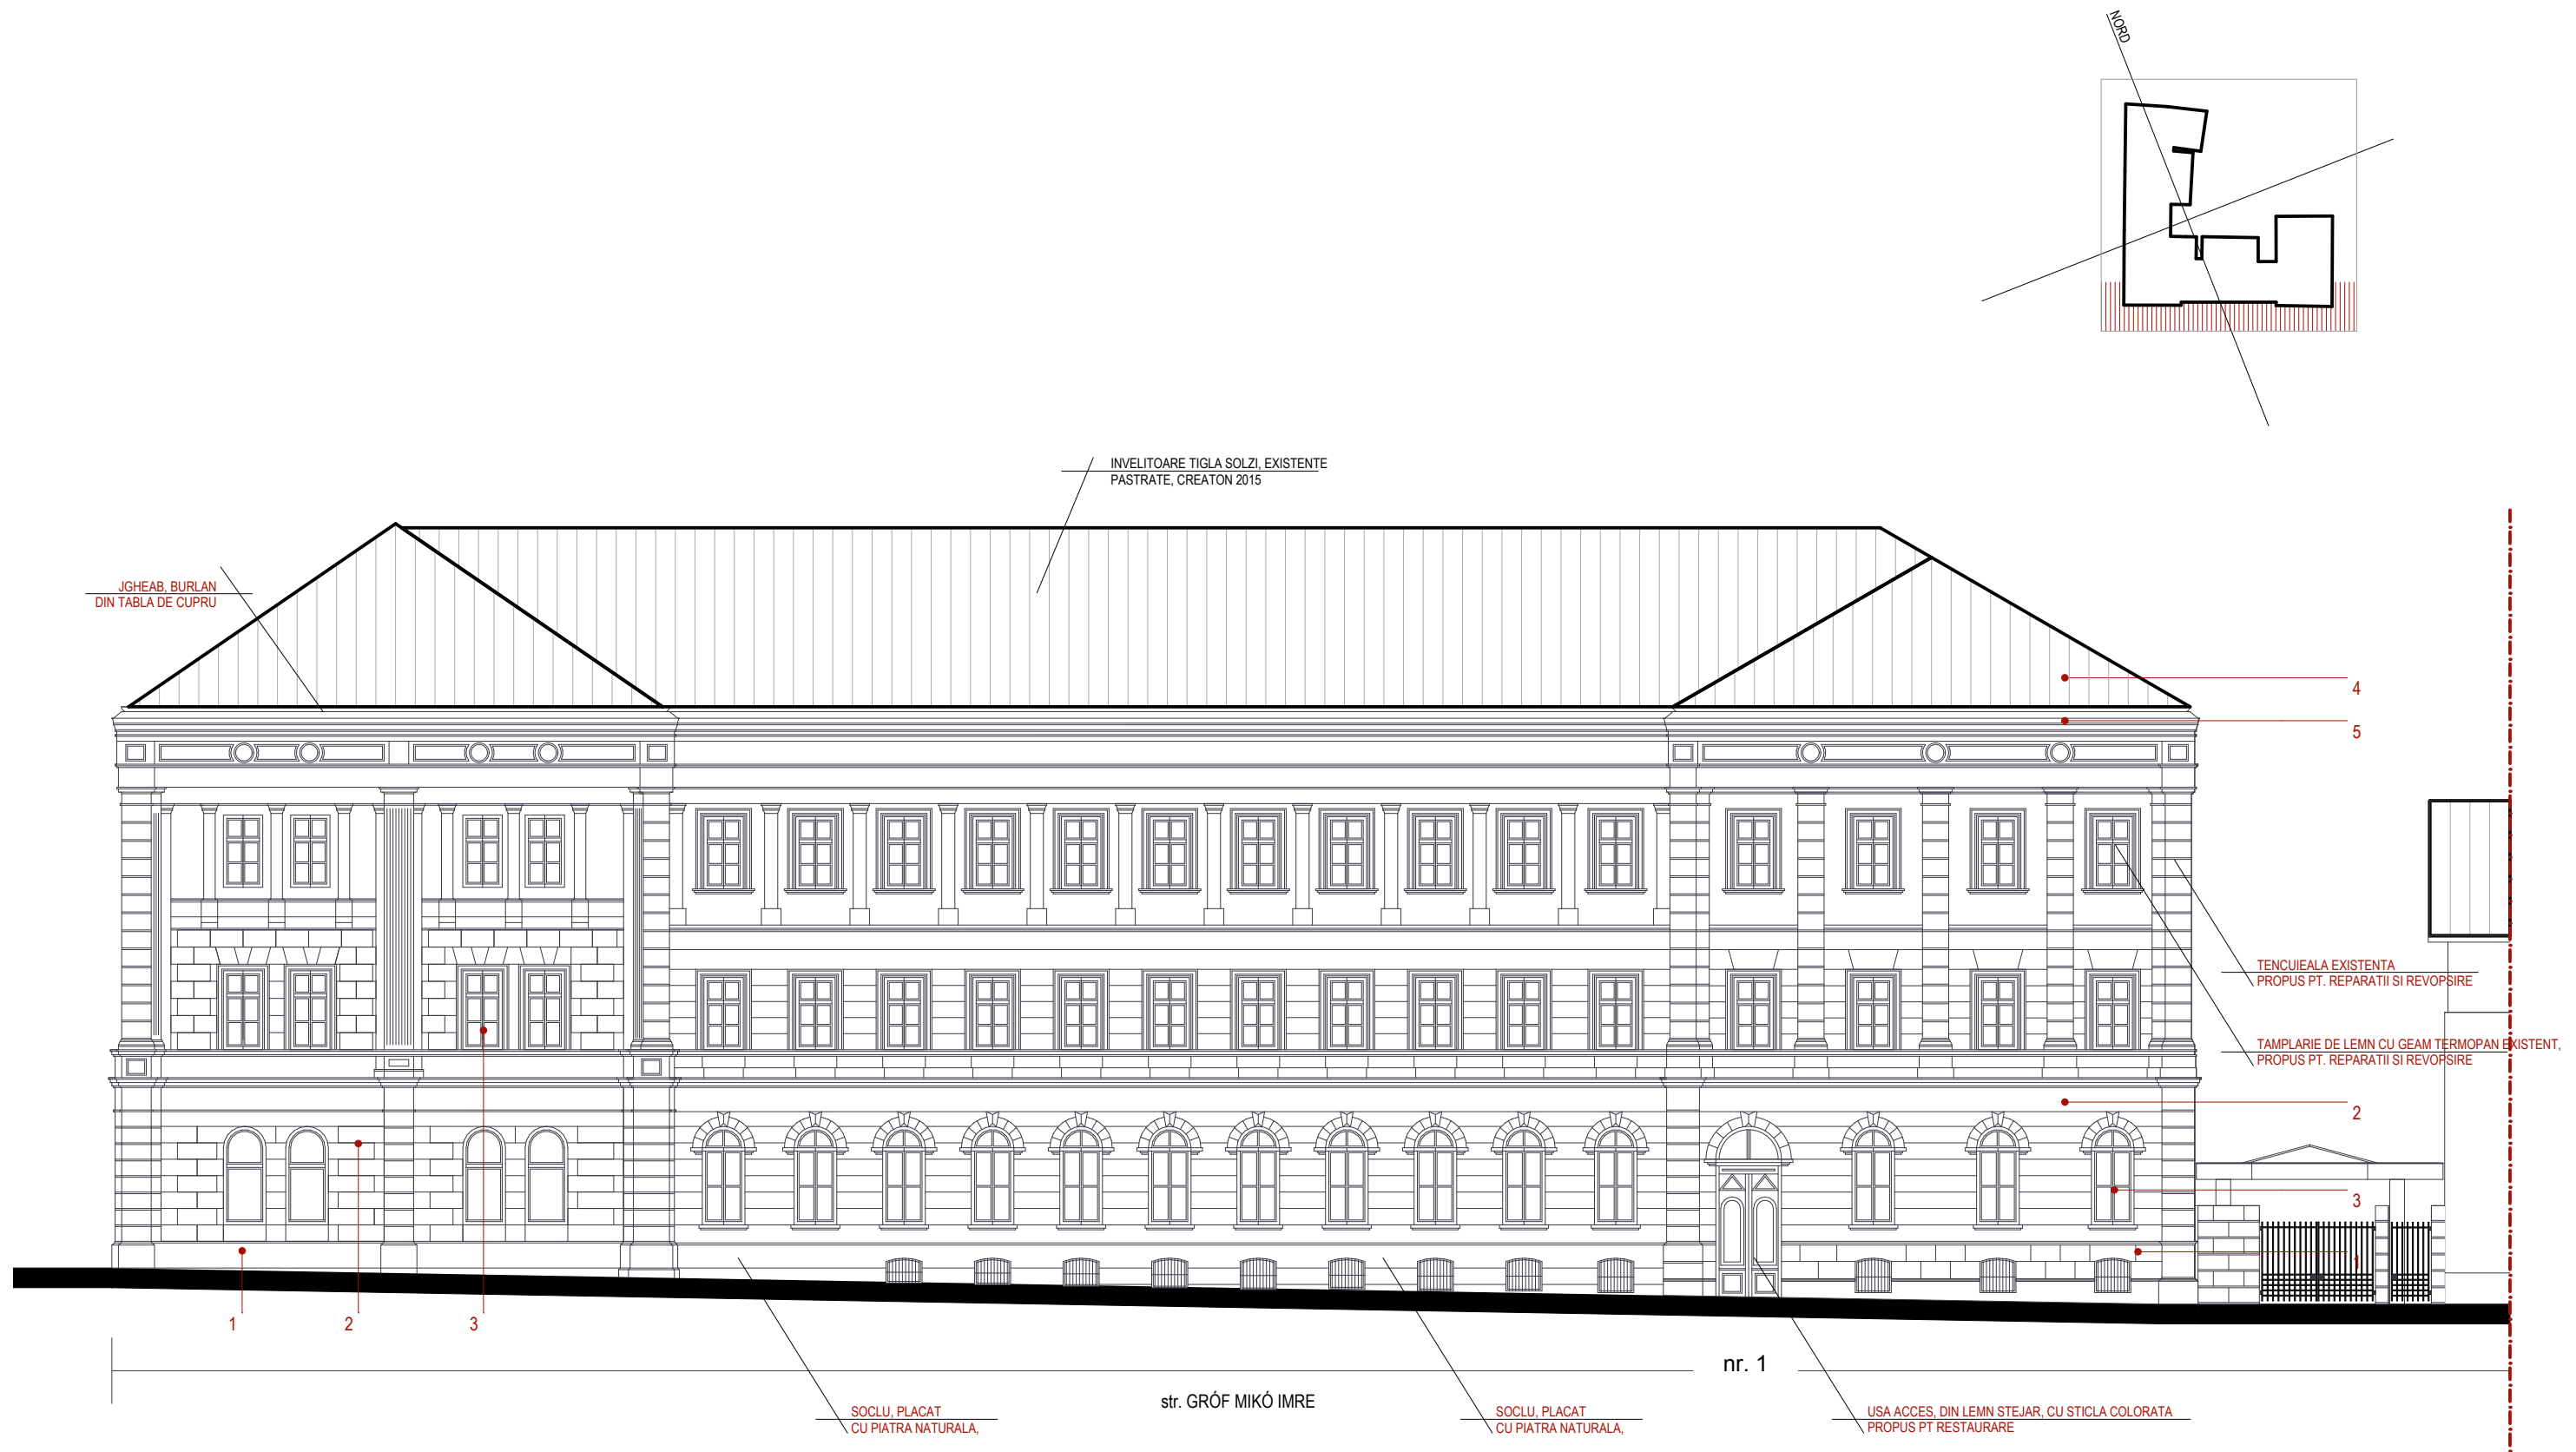 NORD
INVELITOARE TIGLA SOLZI, EXISTENTE
PASTRATE, CREATON 2015
JGHEAB, BURLAN
DIN TABLA DE CUPRU
4
5
TENCUIEALA EXISTENTA
PROPUS PT. REPARATII SI REVOPSIRE
TAMPLARIE DE LEMN CU GEAM TERMOPAN EXISTENT,
PROPUS PT. REPARATII SI REVOPSIRE
2
3
1
1 2 3
nr. 1
str. GRÓF MIKÓ IMRE
SOCLU, PLACAT
CU PIATRA NATURALA,
SOCLU, PLACAT
CU PIATRA NATURALA,
USA ACCES, DIN LEMN STEJAR, CU STICLA COLORATA
PROPUS PT RESTAURARE